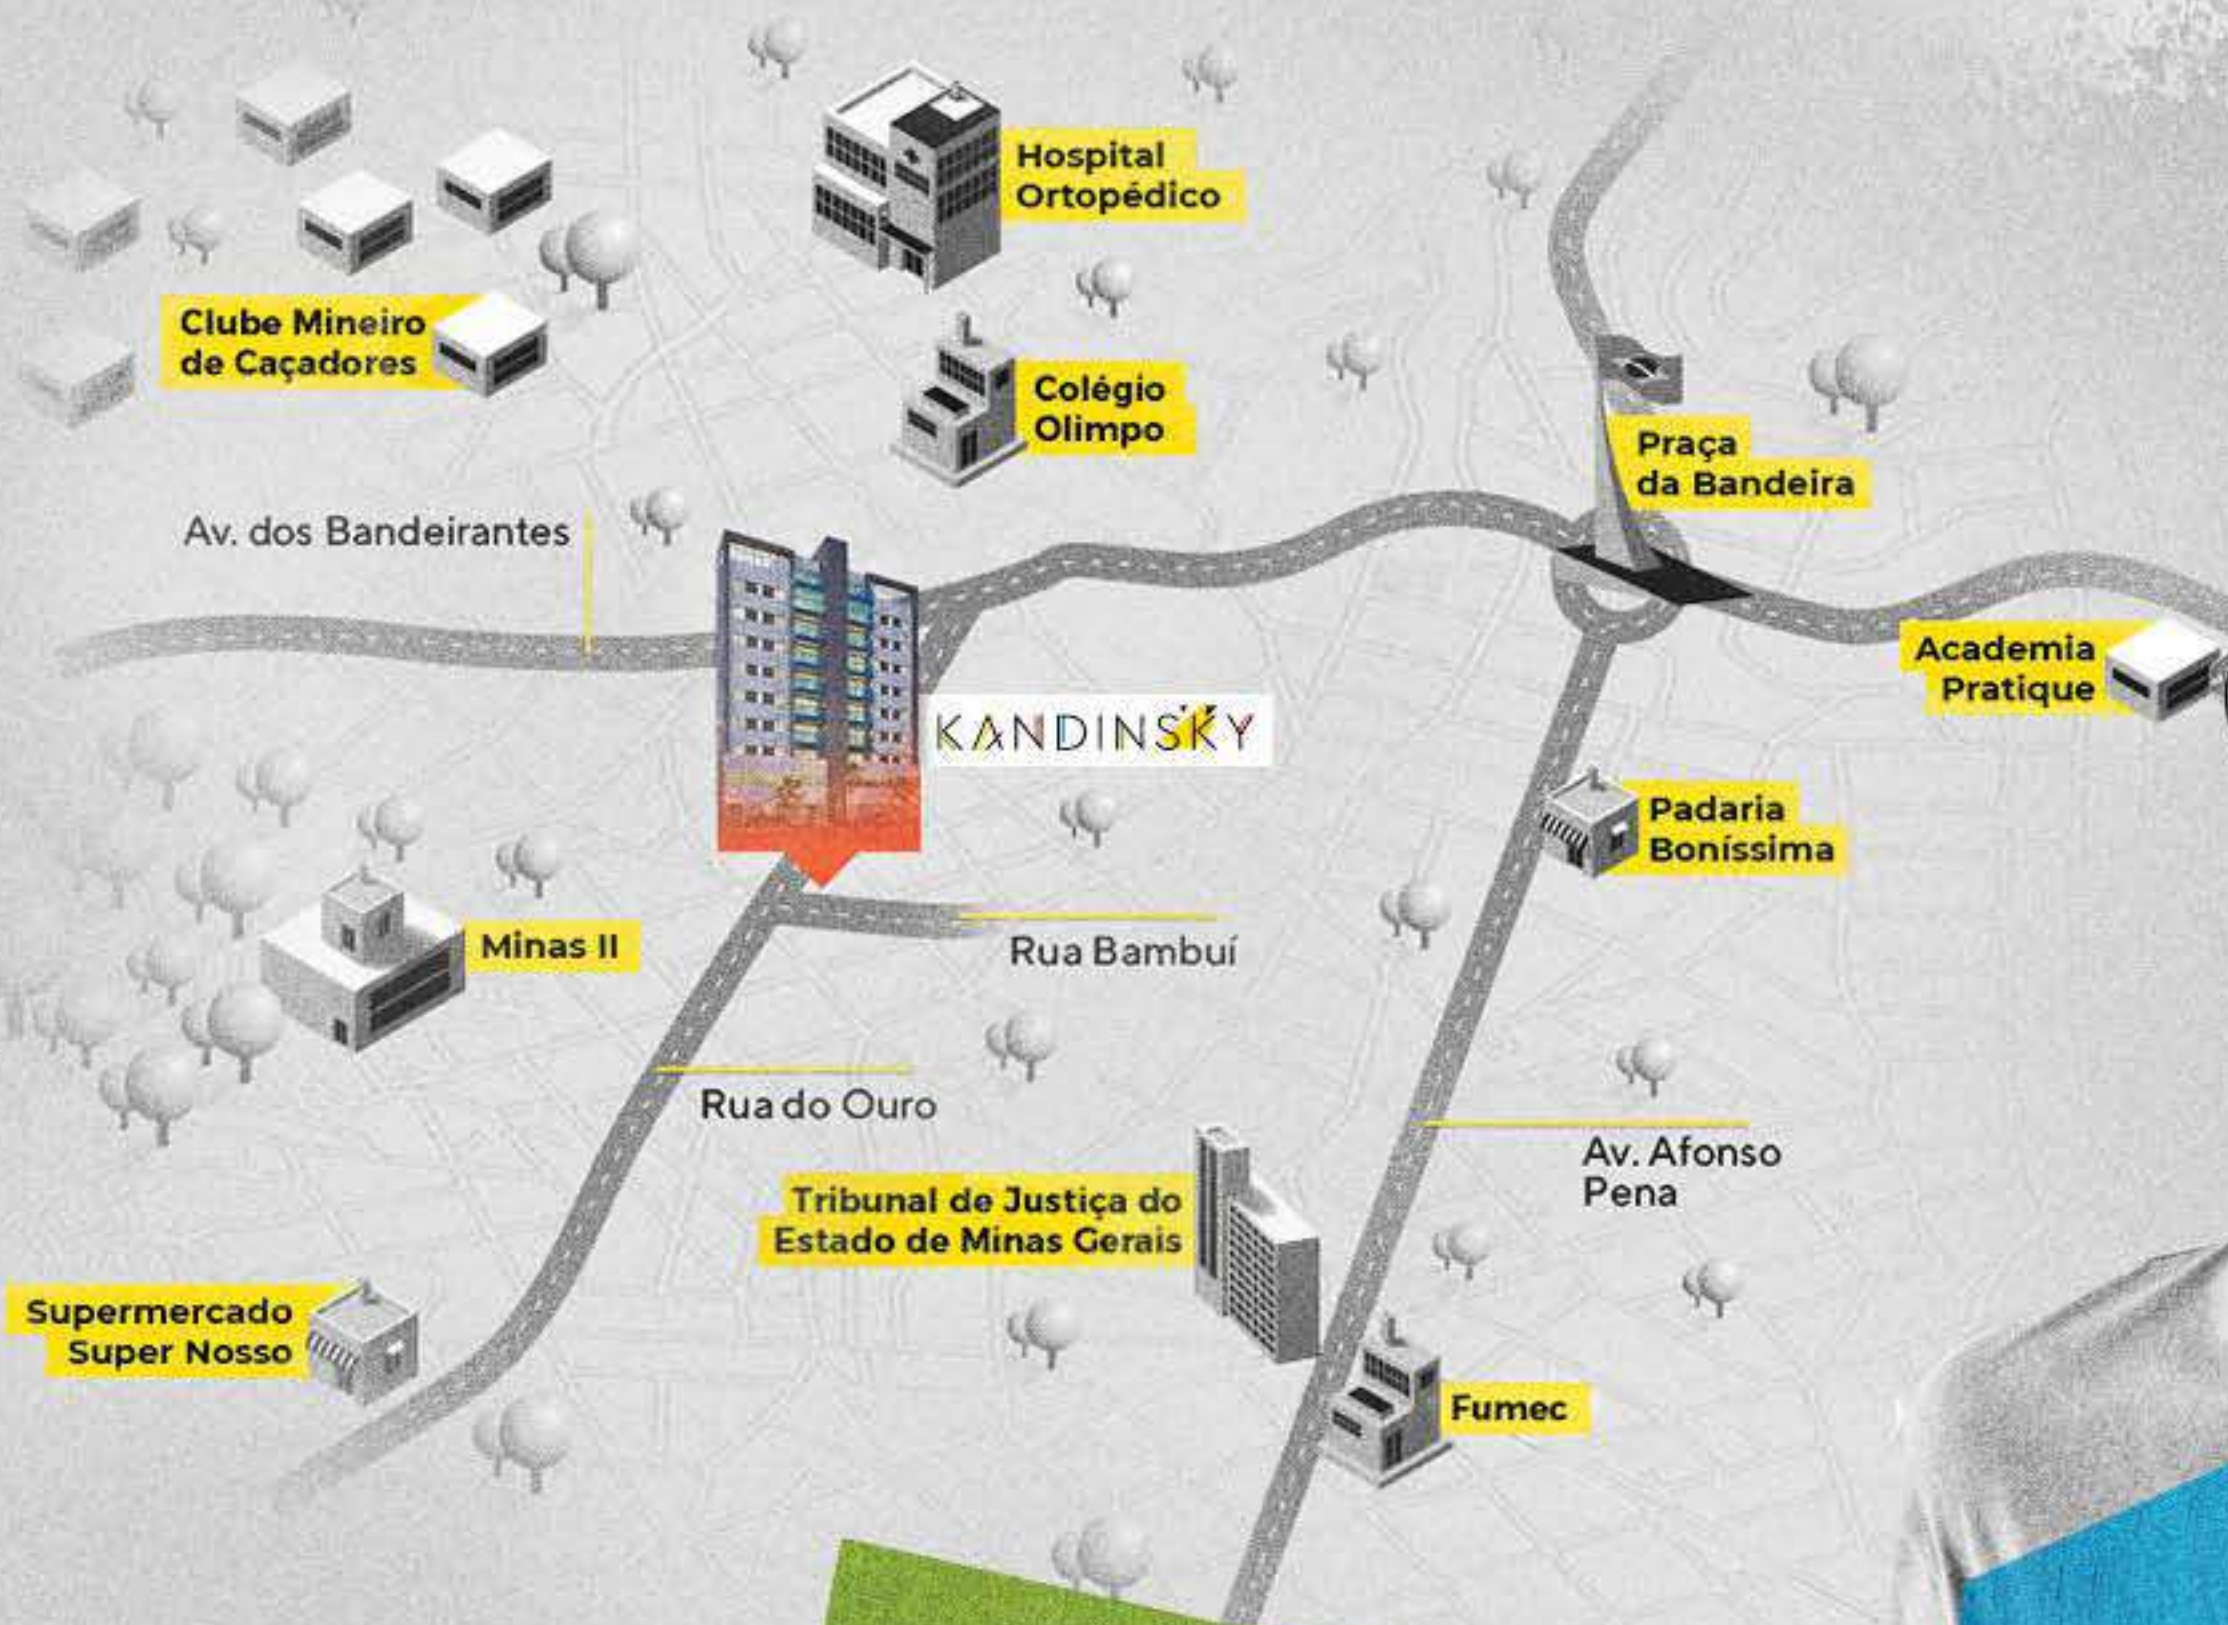 Hospital
Ortopédico
Clube Mineiro
de Caçadores
Colégio
Olimpo
Praça
da Bandeira
Av. dos Bandeirantes
Academia
Pratique
KANDINSKY
Padaria
Boníssima
Minas II
Rua Bambuí
Rua do Ouro
Av. Afonso
Pena
Tribunal de Justiça do
Estado de Minas Gerais
Supermercado
Super Nosso
Fumec